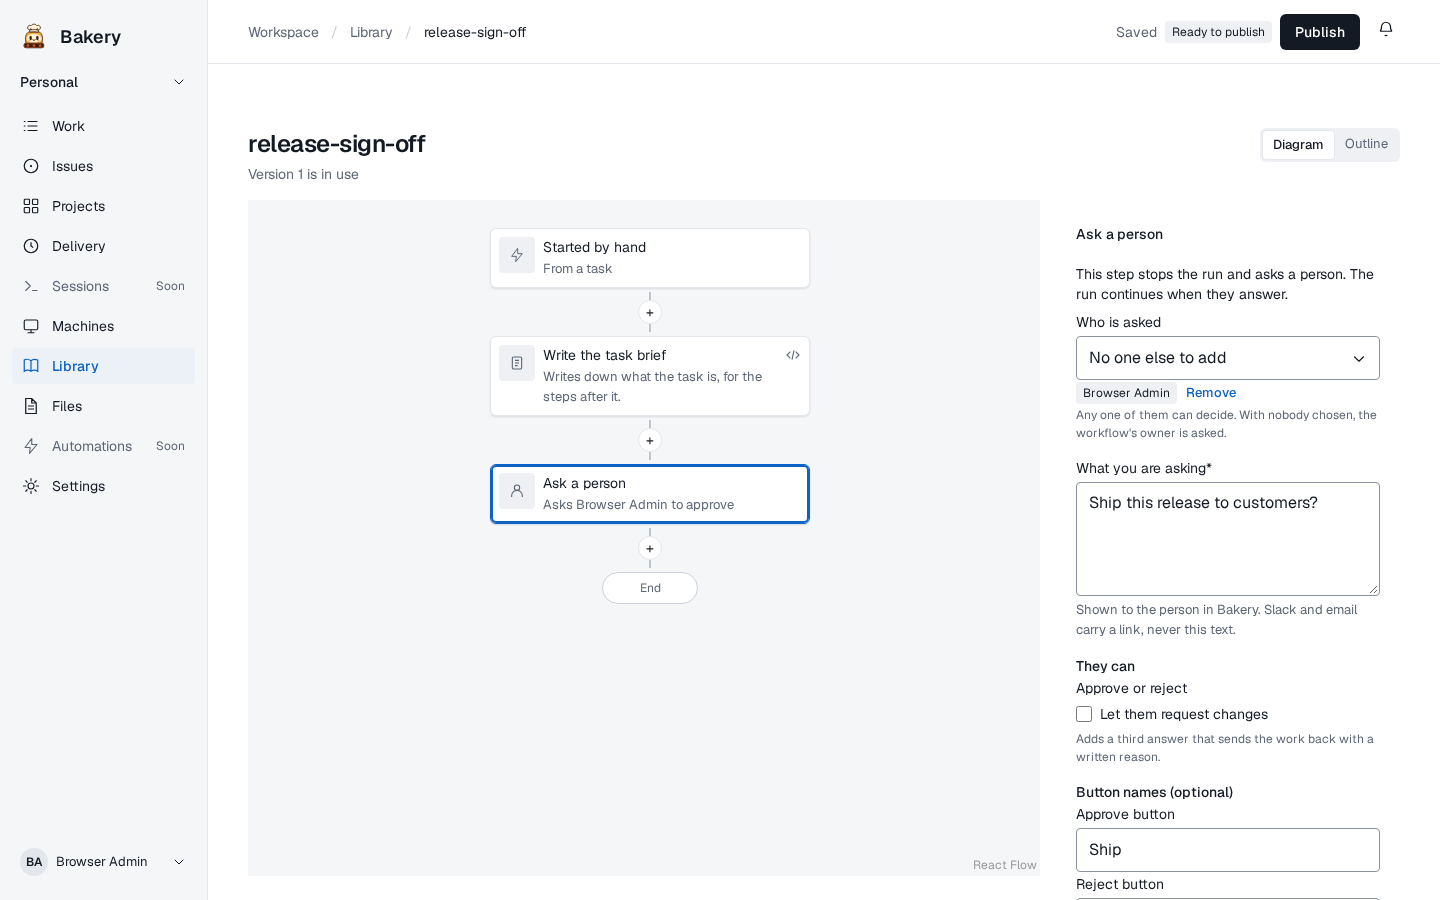 Bakery
Personal
Work
Issues
Projects
Delivery
Sessions Soon
Machines
Library
Files
Automations Soon
Settings
BA Browser Admin
Workspace / Library / release-sign-off
Saved Ready to publish Publish
release-sign-off
Version 1 is in use
Diagram Outline
Started by hand
From a task
+
Write the task brief
Writes down what the task is, for the
steps after it.
+
Ask a person
Asks Browser Admin to approve
+
End
React Flow
Ask a person
This step stops the run and asks a person. The
run continues when they answer.
Who is asked
No one else to add
Browser Admin Remove
Any one of them can decide. With nobody chosen, the
workflow's owner is asked.
What you are asking*
Ship this release to customers?
Shown to the person in Bakery. Slack and email
carry a link, never this text.
They can
Approve or reject
Let them request changes
Adds a third answer that sends the work back with a
written reason.
Button names (optional)
Approve button
Ship
Reject button